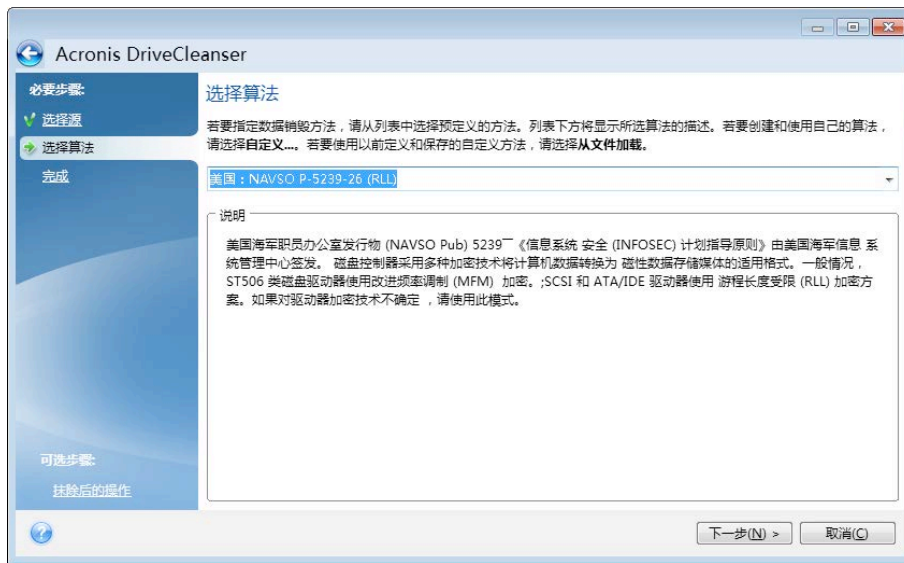 Acronis DriveCleanser
必要步骤:
选择源
选择算法
完成
可选步骤:
抹除后的操作
选择算法
若要指定数据销毁方法，请从列表中选择预定义的方法。列表下方将显示所选算法的描述。若要创建和使用自己的算法，
请选择自定义...。若要使用以前定义和保存的自定义方法，请选择从文件加载。
美国：NAVSO P-5239-26 (RLL)
说明
美国海军职员办公室发行物 (NAVSO Pub) 5239￣《信息系统 安全 (INFOSEC) 计划指导原则》由美国海军信息 系
统管理中心签发。 磁盘控制器采用多种加密技术将计算机数据转换为 磁性数据存储媒体的适用格式。一般情况，
ST506 类磁盘驱动器使用改进频率调制 (MFM) 加密。;SCSI 和 ATA/IDE 驱动器使用 游程长度受限 (RLL) 加密方
案。如果对驱动器加密技术不确定 ，请使用此模式。
下一步(N) >
取消(C)